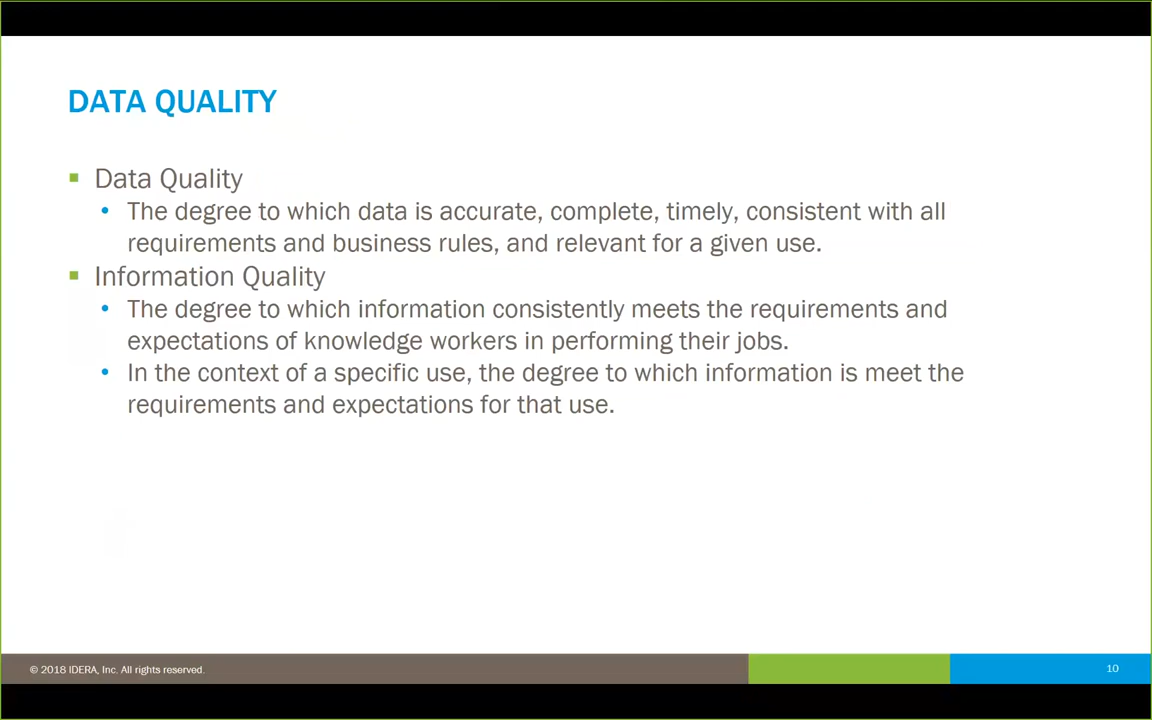 DATA QUALITY
Data Quality
The degree to which data is accurate, complete, timely, consistent with all
requirements and business rules, and relevant for a given use.
Information Quality
The degree to which information consistently meets the requirements and
expectations of knowledge workers in performing their jobs.
In the context of a specific use, the degree to which information is meet the
requirements and expectations for that use.
© 2018 IDERA, Inc. All rights reserved.
10